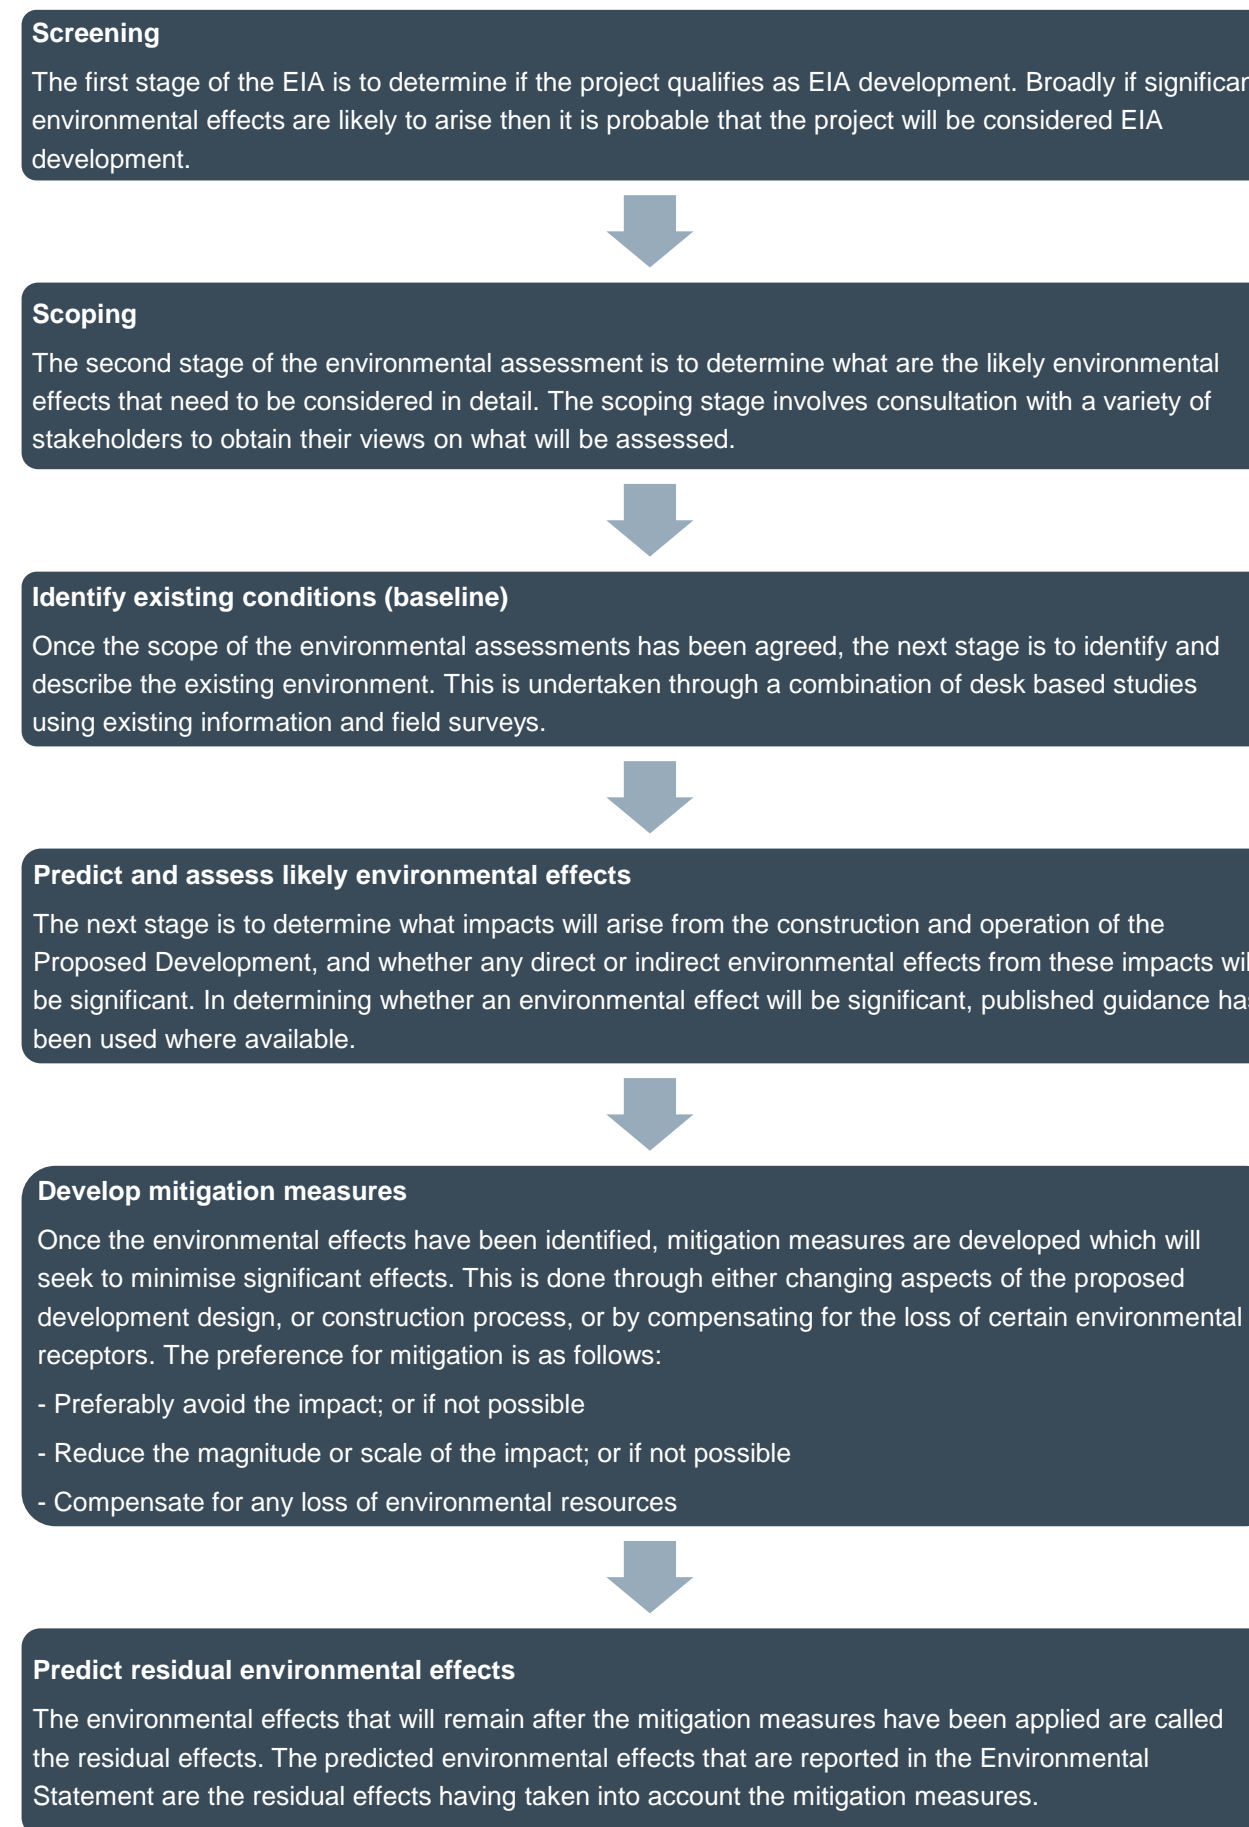 Screening
The first stage of the EIA is to determine if the project qualifies as EIA development. Broadly if significan
environmental effects are likely to arise then it is probable that the project will be considered EIA
development.
Scoping
The second stage of the environmental assessment is to determine what are the likely environmental
effects that need to be considered in detail. The scoping stage involves consultation with a variety of
stakeholders to obtain their views on what will be assessed.
Identify existing conditions (baseline)
Once the scope of the environmental assessments has been agreed, the next stage is to identify and
describe the existing environment. This is undertaken through a combination of desk based studies
using existing information and field surveys.
Predict and assess likely environmental effects
The next stage is to determine what impacts will arise from the construction and operation of the
Proposed Development, and whether any direct or indirect environmental effects from these impacts wil
be significant. In determining whether an environmental effect will be significant, published guidance has
been used where available.
Develop mitigation measures
Once the environmental effects have been identified, mitigation measures are developed which will
seek to minimise significant effects. This is done through either changing aspects of the proposed
development design, or construction process, or by compensating for the loss of certain environmental
receptors. The preference for mitigation is as follows:
- Preferably avoid the impact; or if not possible
- Reduce the magnitude or scale of the impact; or if not possible
- Compensate for any loss of environmental resources
Predict residual environmental effects
The environmental effects that will remain after the mitigation measures have been applied are called
the residual effects. The predicted environmental effects that are reported in the Environmental
Statement are the residual effects having taken into account the mitigation measures.